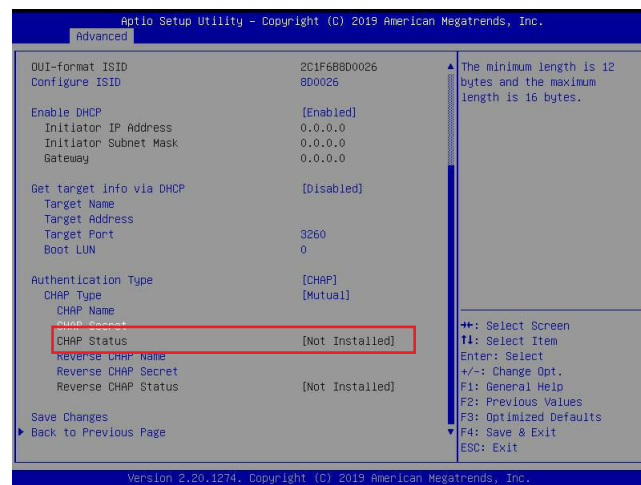 Aptio Setup Utility – Copyright (C) 2019 American Megatrends, Inc.
Advanced
OUI-format ISID 2C1F6B8D0026
Configure ISID 8D0026
Enable DHCP [Enabled]
Initiator IP Address 0.0.0.0
Initiator Subnet Mask 0.0.0.0
Gateway 0.0.0.0
Get target info via DHCP [Disabled]
Target Name
Target Address
Target Port 3260
Boot LUN 0
Authentication Type [CHAP]
CHAP Type [Mutual]
CHAP Name
CHAP Secret
CHAP Status [Not Installed]
Reverse CHAP Name
Reverse CHAP Secret
Reverse CHAP Status [Not Installed]
Save Changes
Back to Previous Page
The minimum length is 12
bytes and the maximum
length is 16 bytes.
→←: Select Screen
↑↓: Select Item
Enter: Select
+/-: Change Opt.
F1: General Help
F2: Previous Values
F3: Optimized Defaults
F4: Save & Exit
ESC: Exit
Version 2.20.1274. Copyright (C) 2019 American Megatrends, Inc.